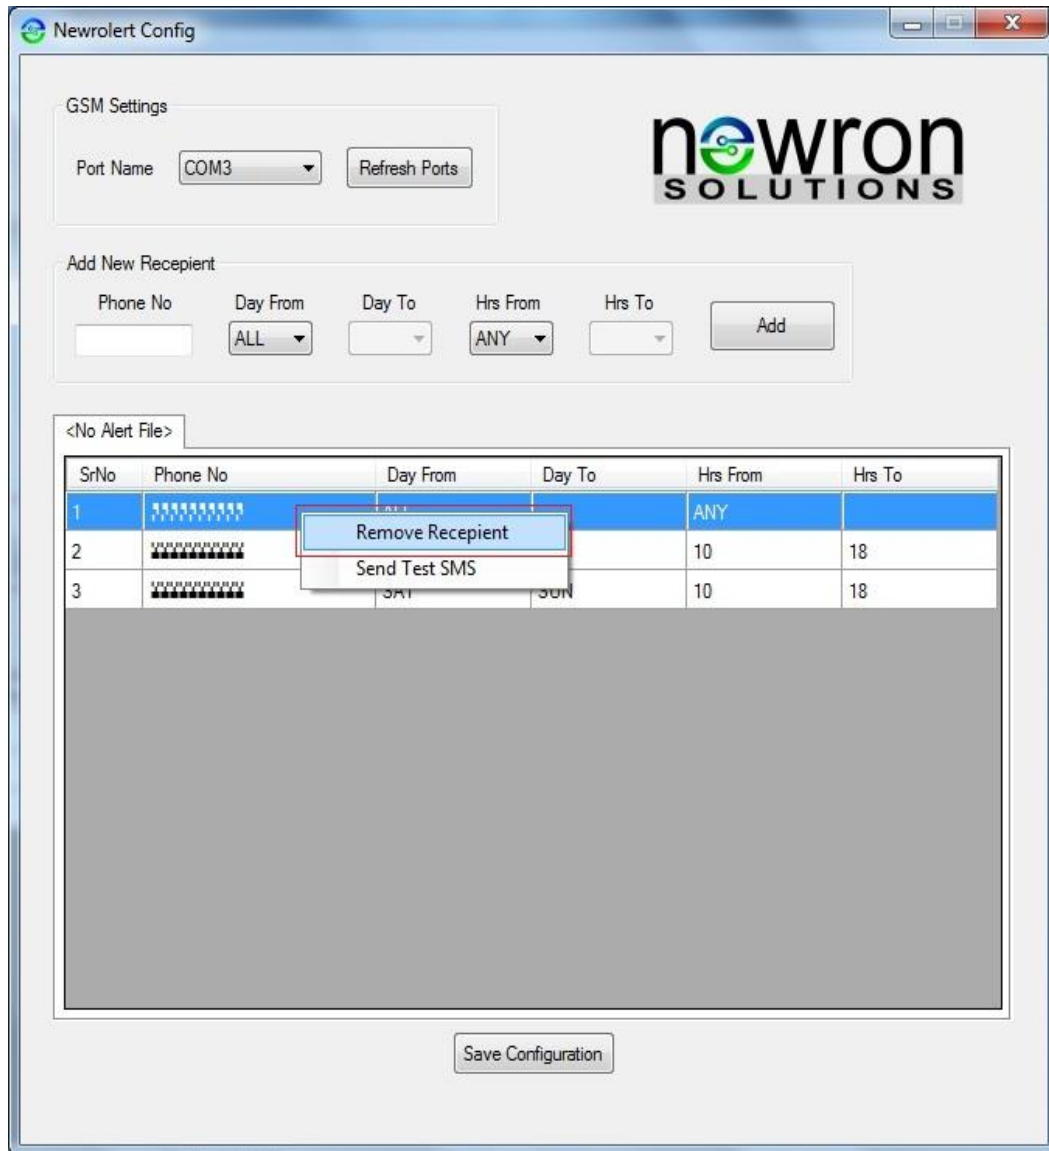 Newrolert Config
GSM Settings
newron
SOLUTIONS
Port Name COM3 Refresh Ports
Add New Recepient
Phone No Day From Day To Hrs From Hrs To
ALL ANY Add
<No Alert File>
SrNo Phone No Day From Day To Hrs From Hrs To
1 ALL ANY
Remove Recepient
2 10 18
Send Test SMS
3 SAT SUN 10 18
Save Configuration